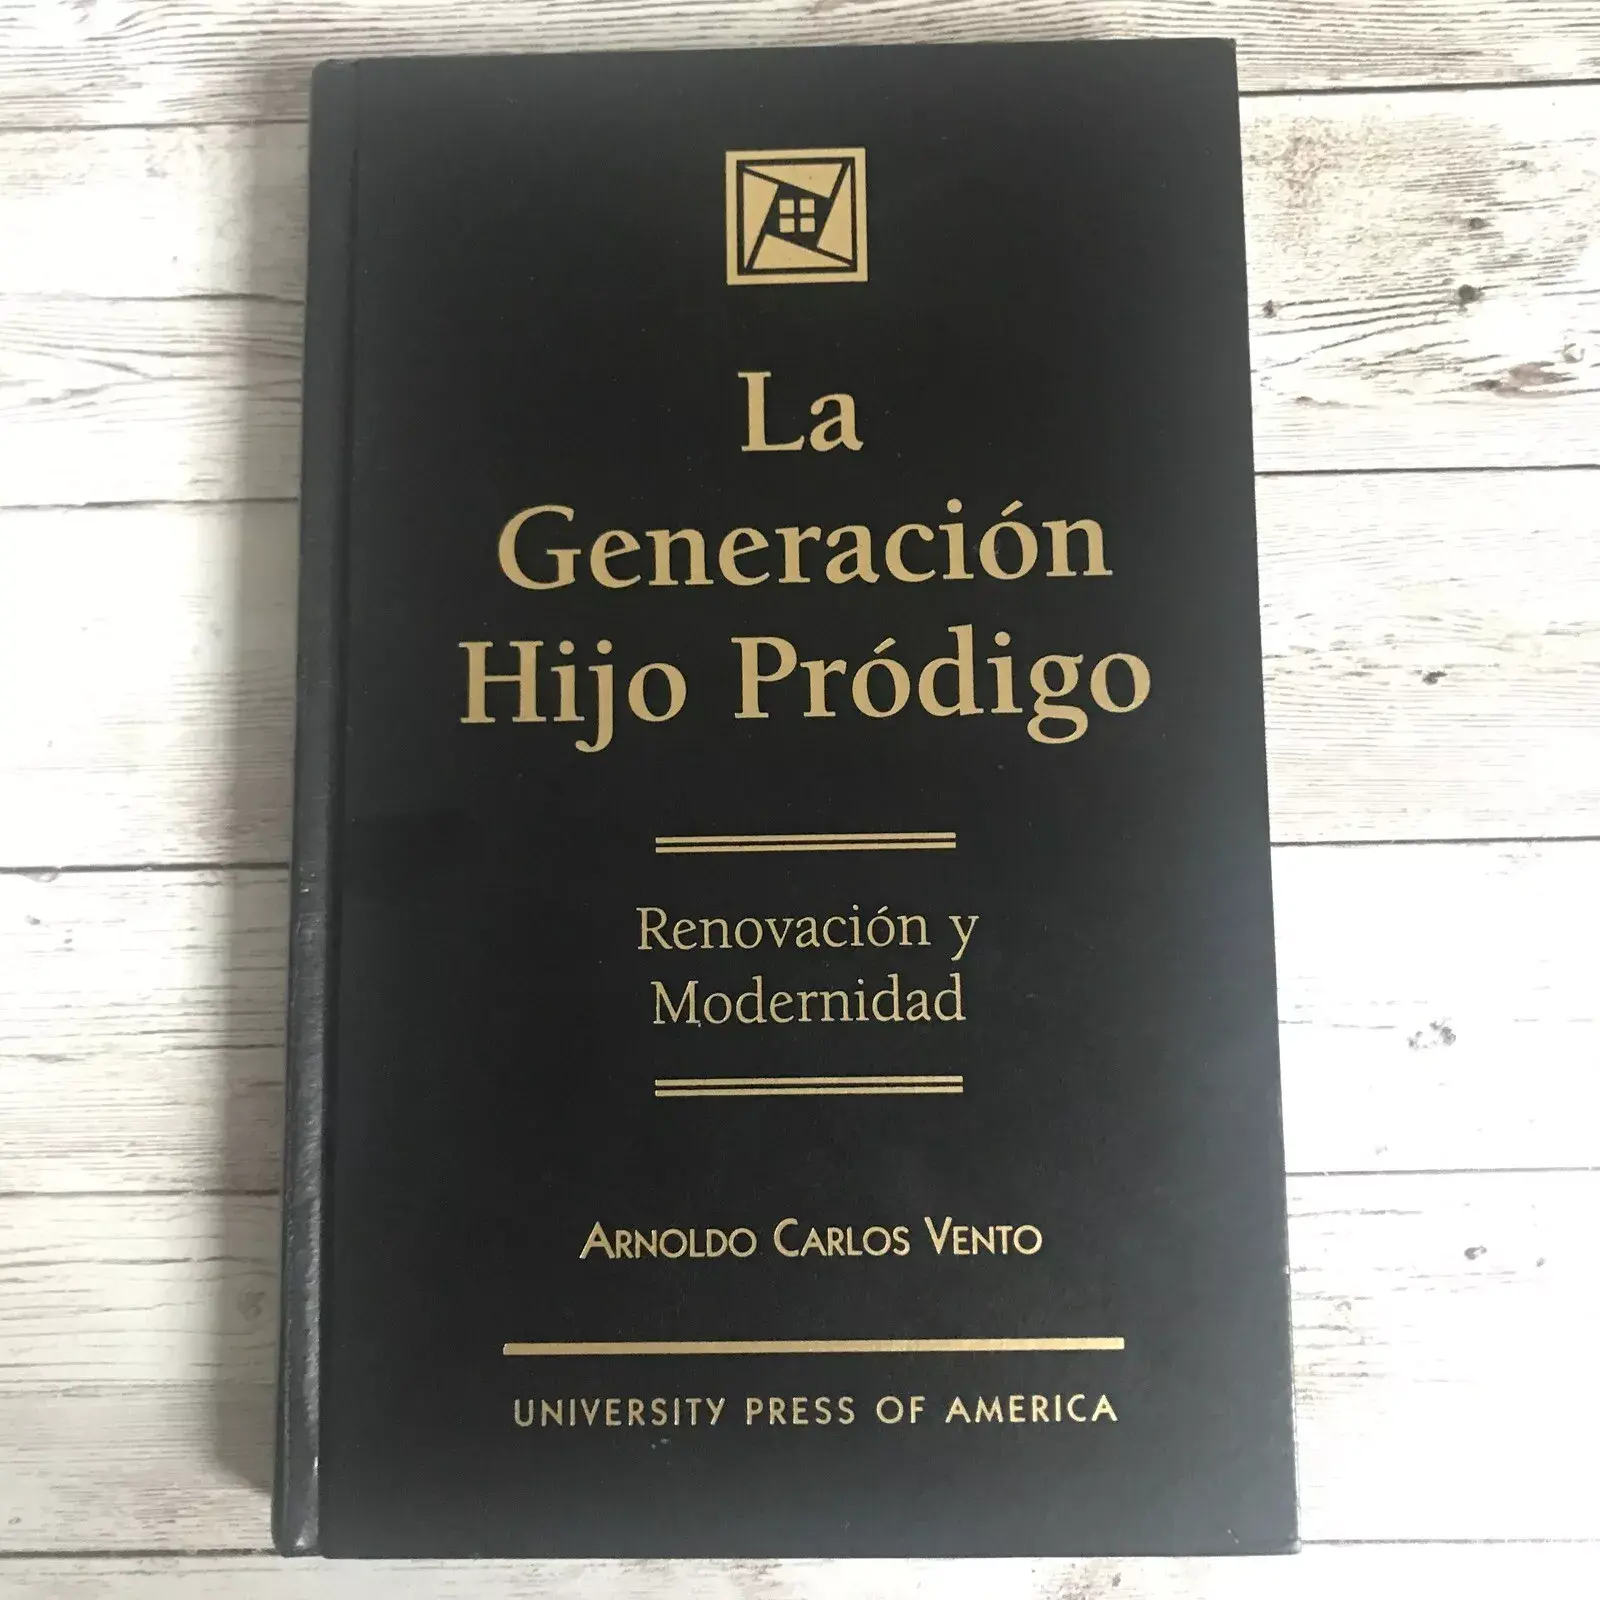 La
Generación
Hijo Pródigo
Renovación y
Modernidad
ARNOLDO CARLOS VENTO
UNIVERSITY PRESS OF AMERICA